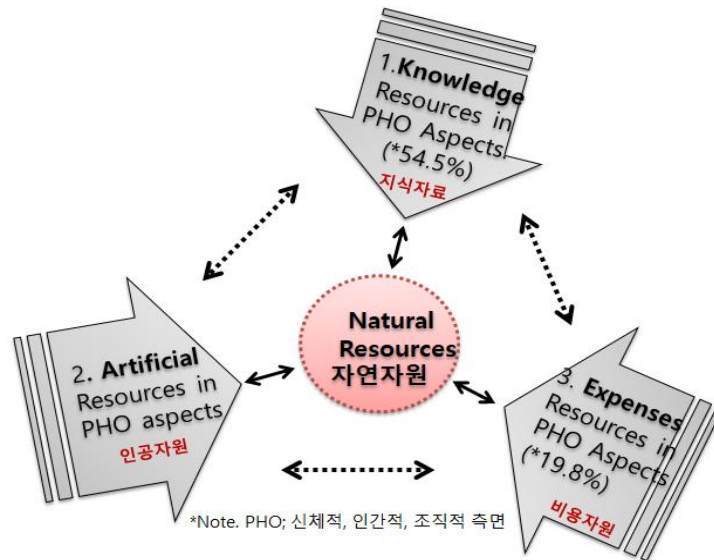 1.Knowledge
Resources in
PHO Aspects
(*54.5%)
지식자료
Natural
Resources
자연자원
2. Artificial
Resources in
PHO aspects
인공자원
3. Expenses
Resources in
PHO Aspects
(*19.8%)
비용자원
*Note. PHO; 신체적, 인간적, 조직적 측면